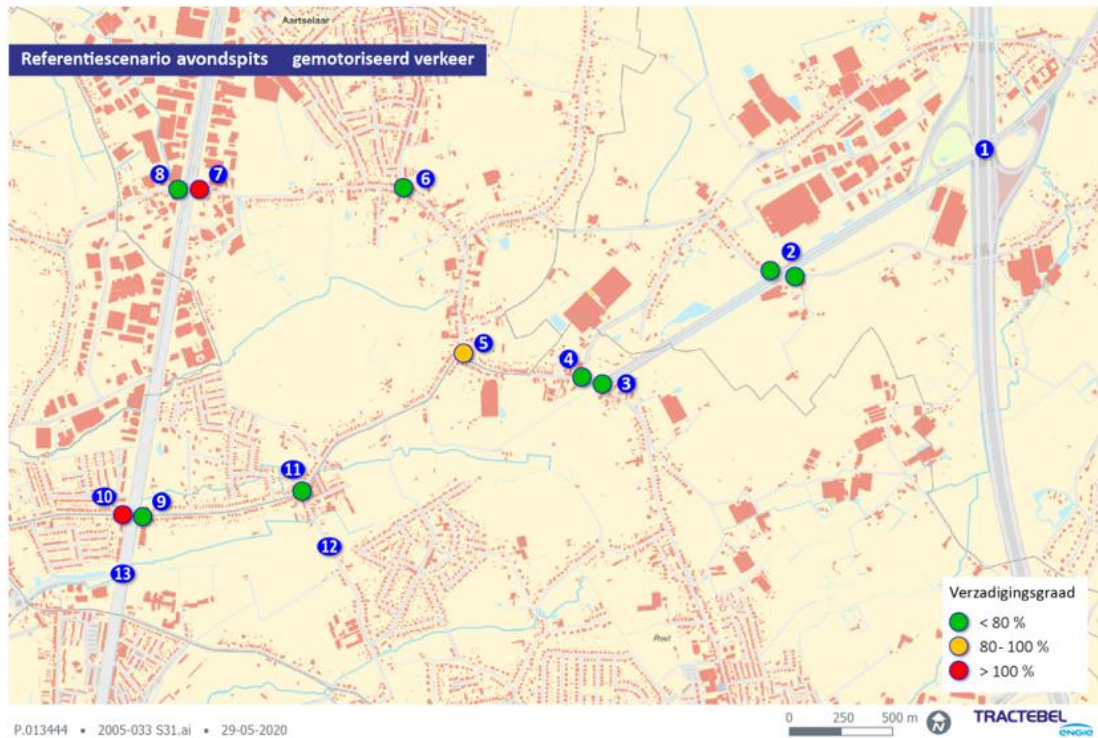 Aartselaar
Referentiescenario avondspits gemotoriseerd verkeer
1
8
7
6
2
5
4
3
11
10
9
12
13
Reet
Verzadigingsgraad
< 80 %
80- 100 %
> 100 %
P.013444 • 2005-033 S31.ai • 29-05-2020
0 250 500 m
TRACTEBEL
ENGIE